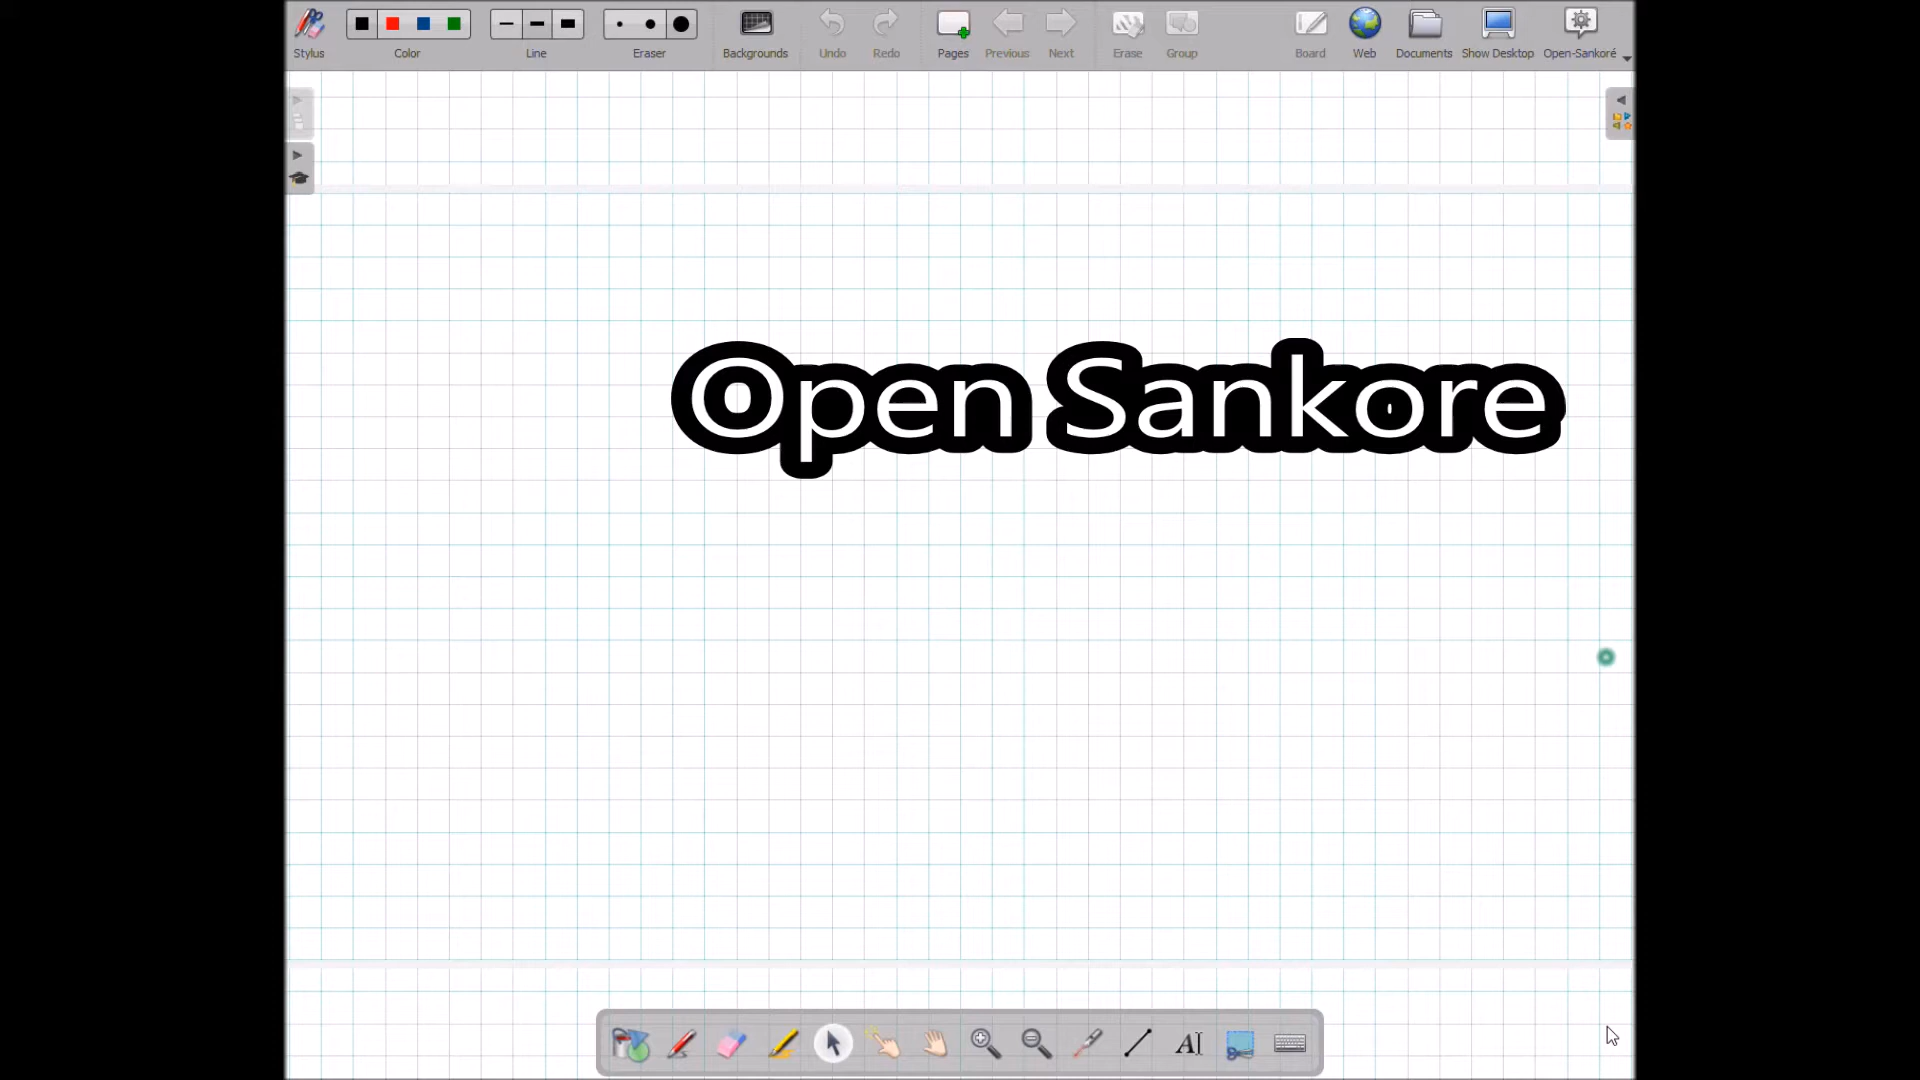 Stylus Color Line Eraser Backgrounds Undo Redo Pages Previous Next Erase Group Board Web Documents Show Desktop Open-Sankoré
Open Sankore
AI